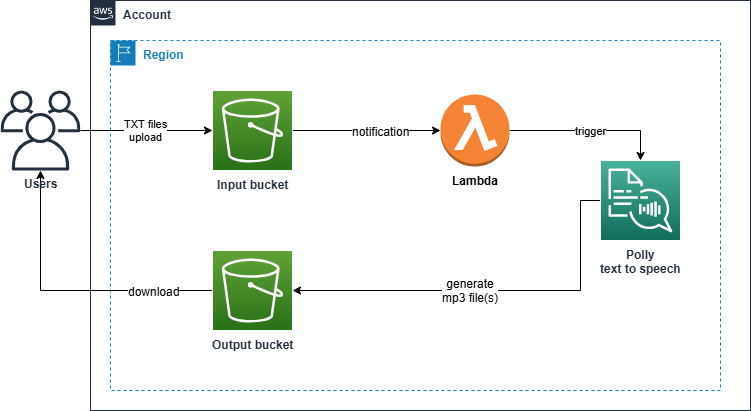 aws
Account
Region
TXT files
upload
notification
trigger
Users
Input bucket
Lambda
Polly
text to speech
download
generate
mp3 file(s)
Output bucket